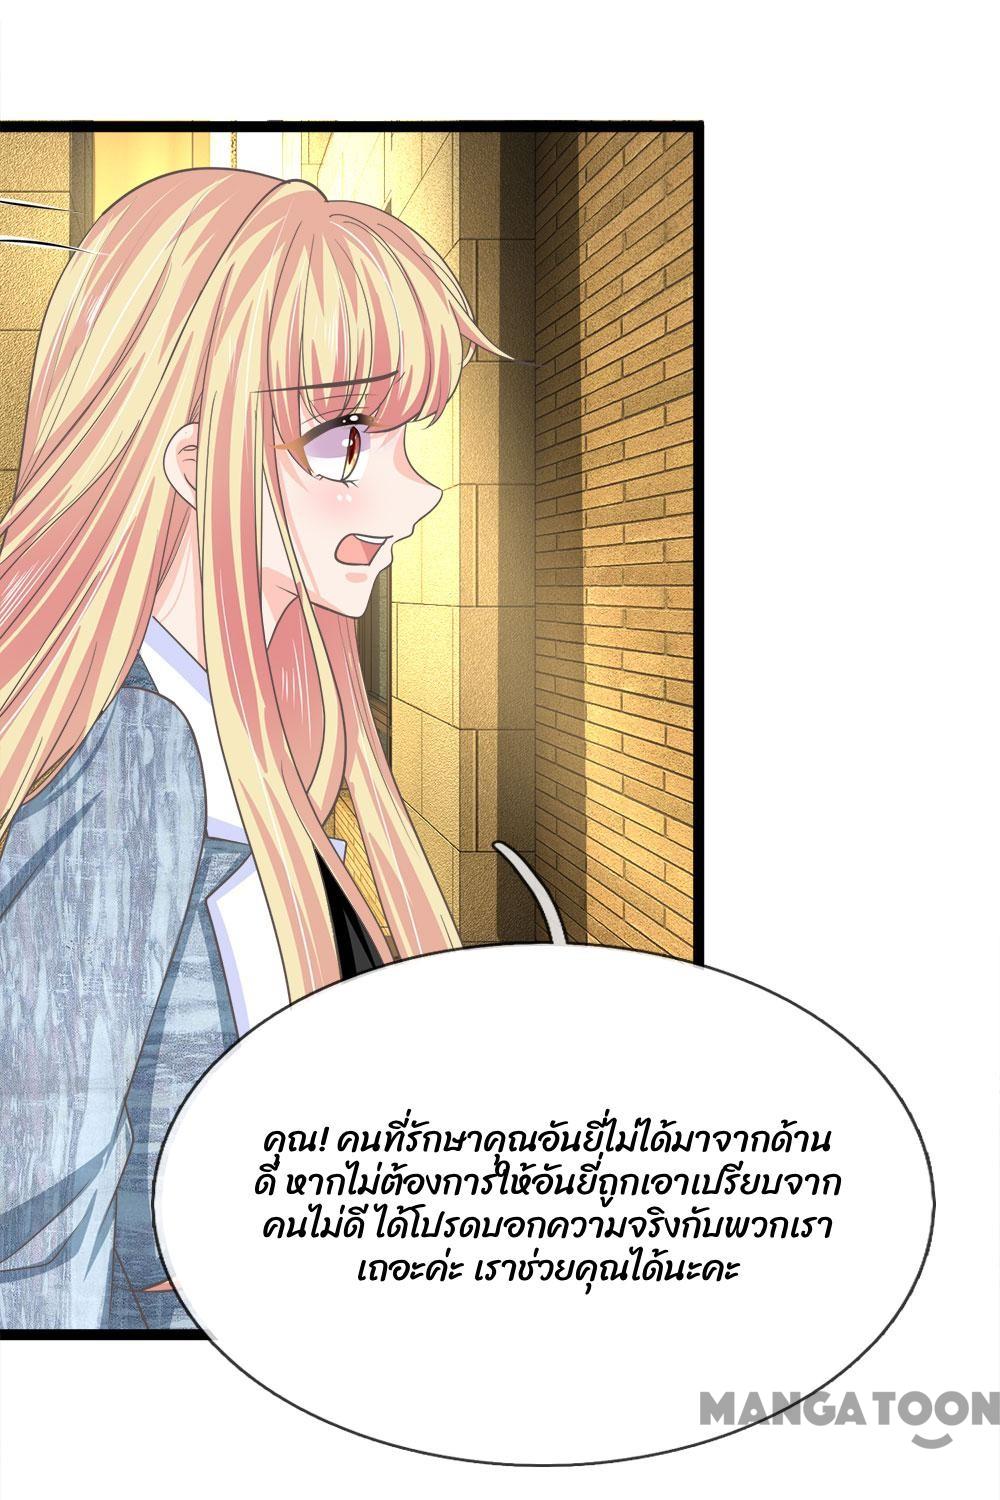 คุณ! คนที่รักษาคุณอันยี่ไม่ได้มาจากด้าน
ดี หากไม่ต้องการให้อันยี่ถูกเอาเปรียบจาก
คนไม่ดี ได้โปรดบอกความจริงกับพวกเรา
เถอะค่ะ เราช่วยคุณได้นะคะ
MANGATOON